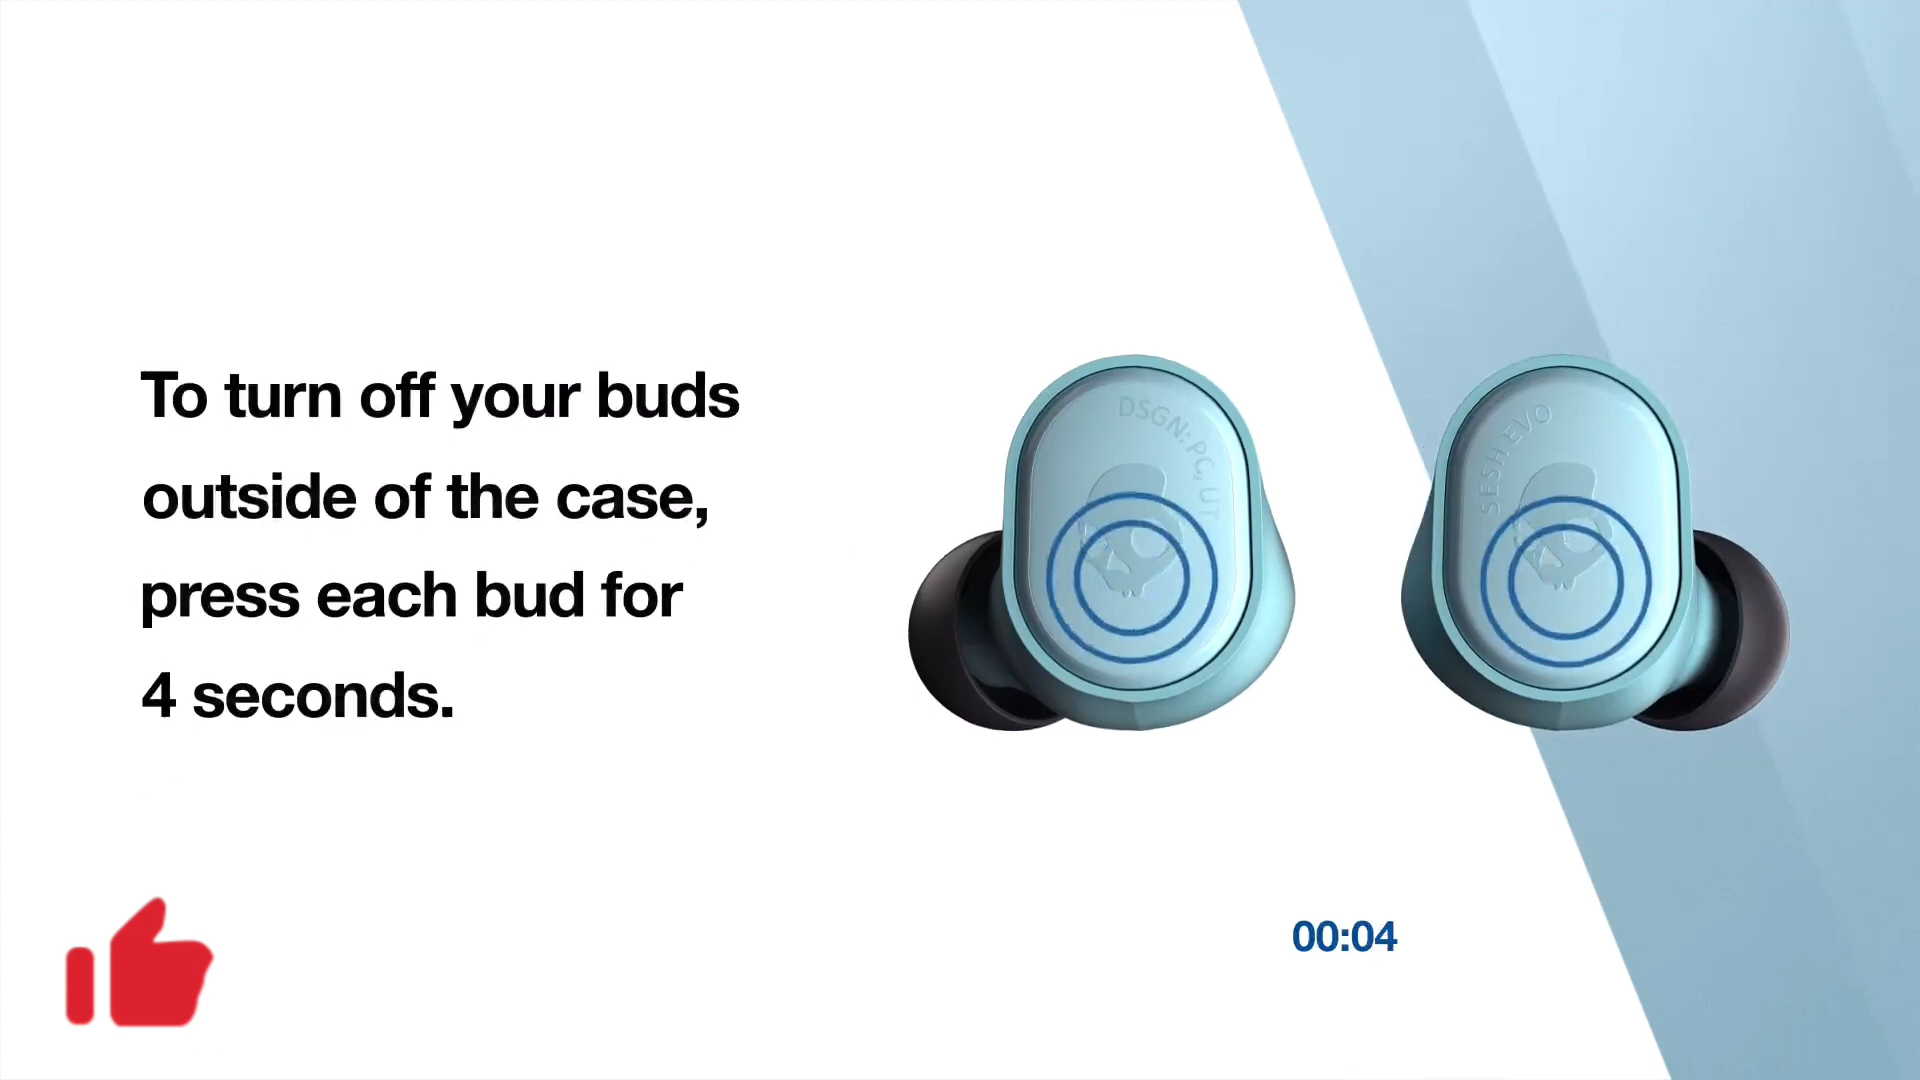 To turn off your buds
outside of the case,
press each bud for
4 seconds.
DSGN: PC, UT
SESH EVO
00:04